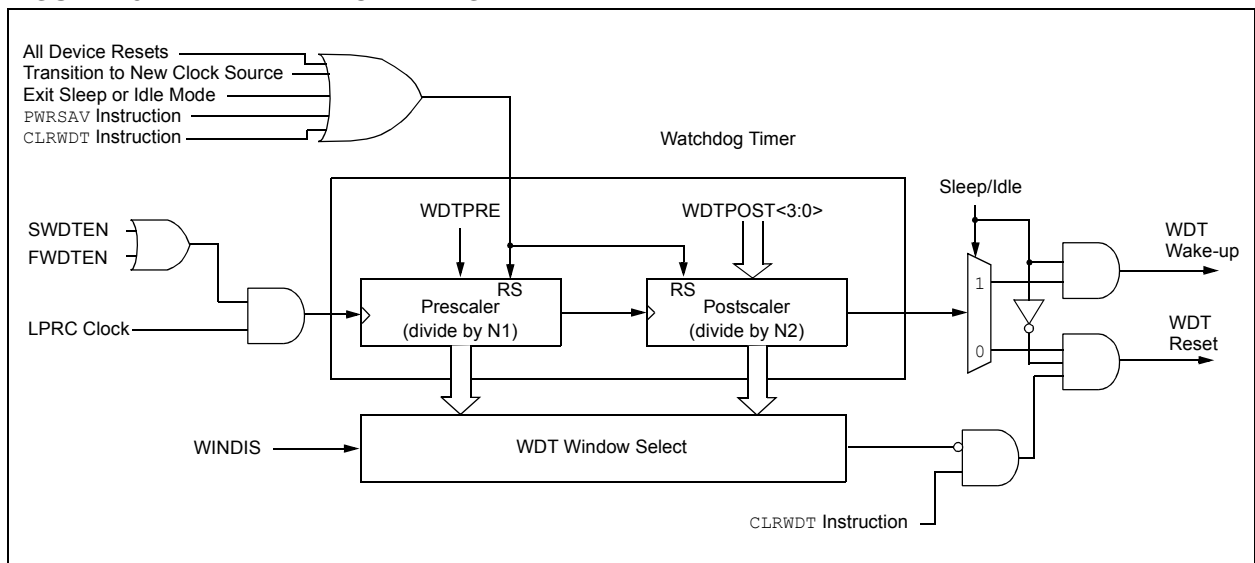 All Device Resets
Transition to New Clock Source
Exit Sleep or Idle Mode
PWRSAV Instruction
CLRWDT Instruction
Watchdog Timer
Sleep/Idle
WDTPRE
WDTPOST<3:0>
SWDTEN
FWDTEN
WDT
Wake-up
RS
RS
1
Prescaler
(divide by N1)
Postscaler
(divide by N2)
LPRC Clock
WDT
Reset
0
WINDIS
WDT Window Select
CLRWDT Instruction